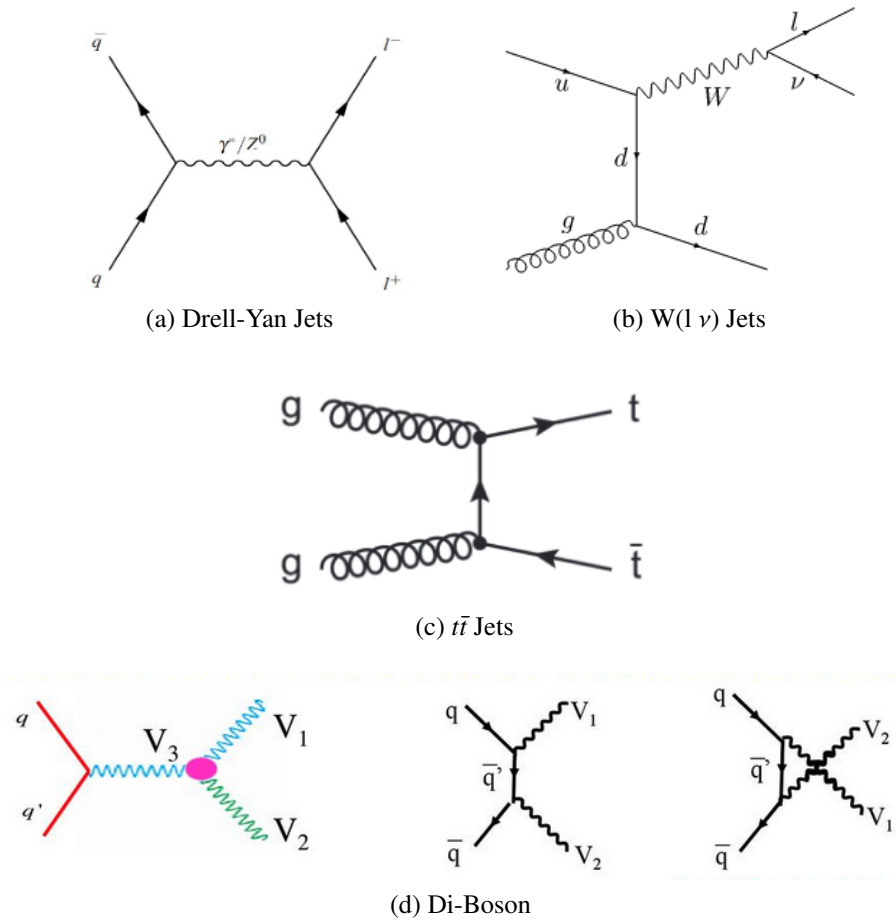 q̅ l⁻
γ*/Z⁰
q l⁺
(a) Drell-Yan Jets
l
u W ν
d
g d
(b) W(l ν) Jets
g t
g t̄
(c) tt̄ Jets
q V₃ V₁
q' V₂
q V₁
q̅'
q̅ V₂
q V₂
q̅'
q̅ V₁
(d) Di-Boson